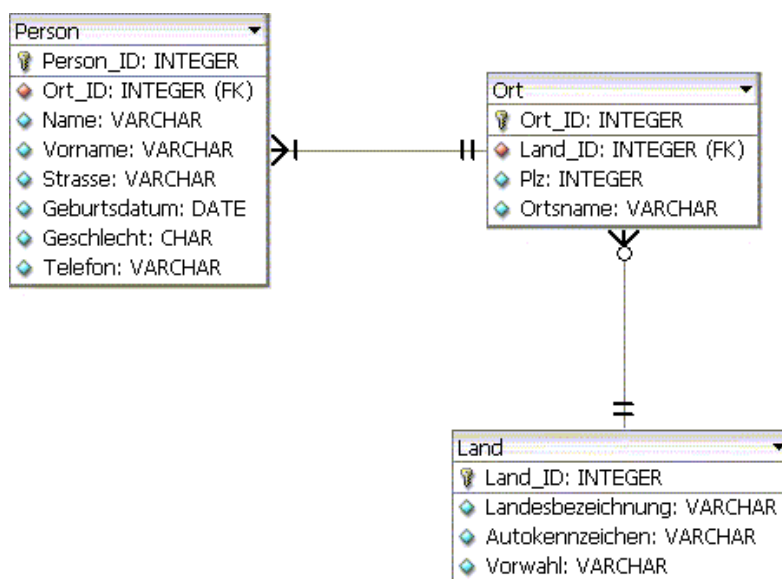 Person
Person_ID: INTEGER
Ort_ID: INTEGER (FK)
Name: VARCHAR
Vorname: VARCHAR
Strasse: VARCHAR
Geburtsdatum: DATE
Geschlecht: CHAR
Telefon: VARCHAR
Ort
Ort_ID: INTEGER
Land_ID: INTEGER (FK)
Plz: INTEGER
Ortsname: VARCHAR
Land
Land_ID: INTEGER
Landesbezeichnung: VARCHAR
Autokennzeichen: VARCHAR
Vorwahl: VARCHAR